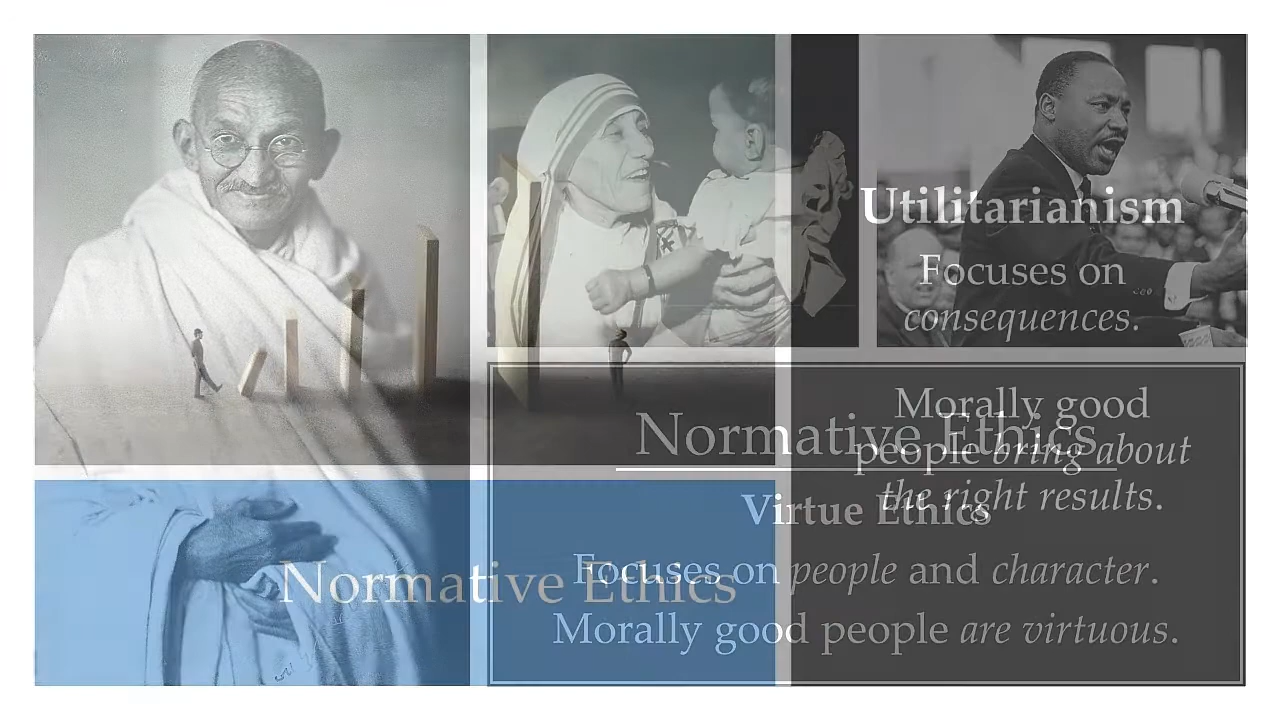 Utilitarianism
Focuses on
consequences.
Morally good
people bring about
the right results.
Normative Ethics
Virtue Ethics
Focuses on people and character.
Morally good people are virtuous.
Normative Ethics